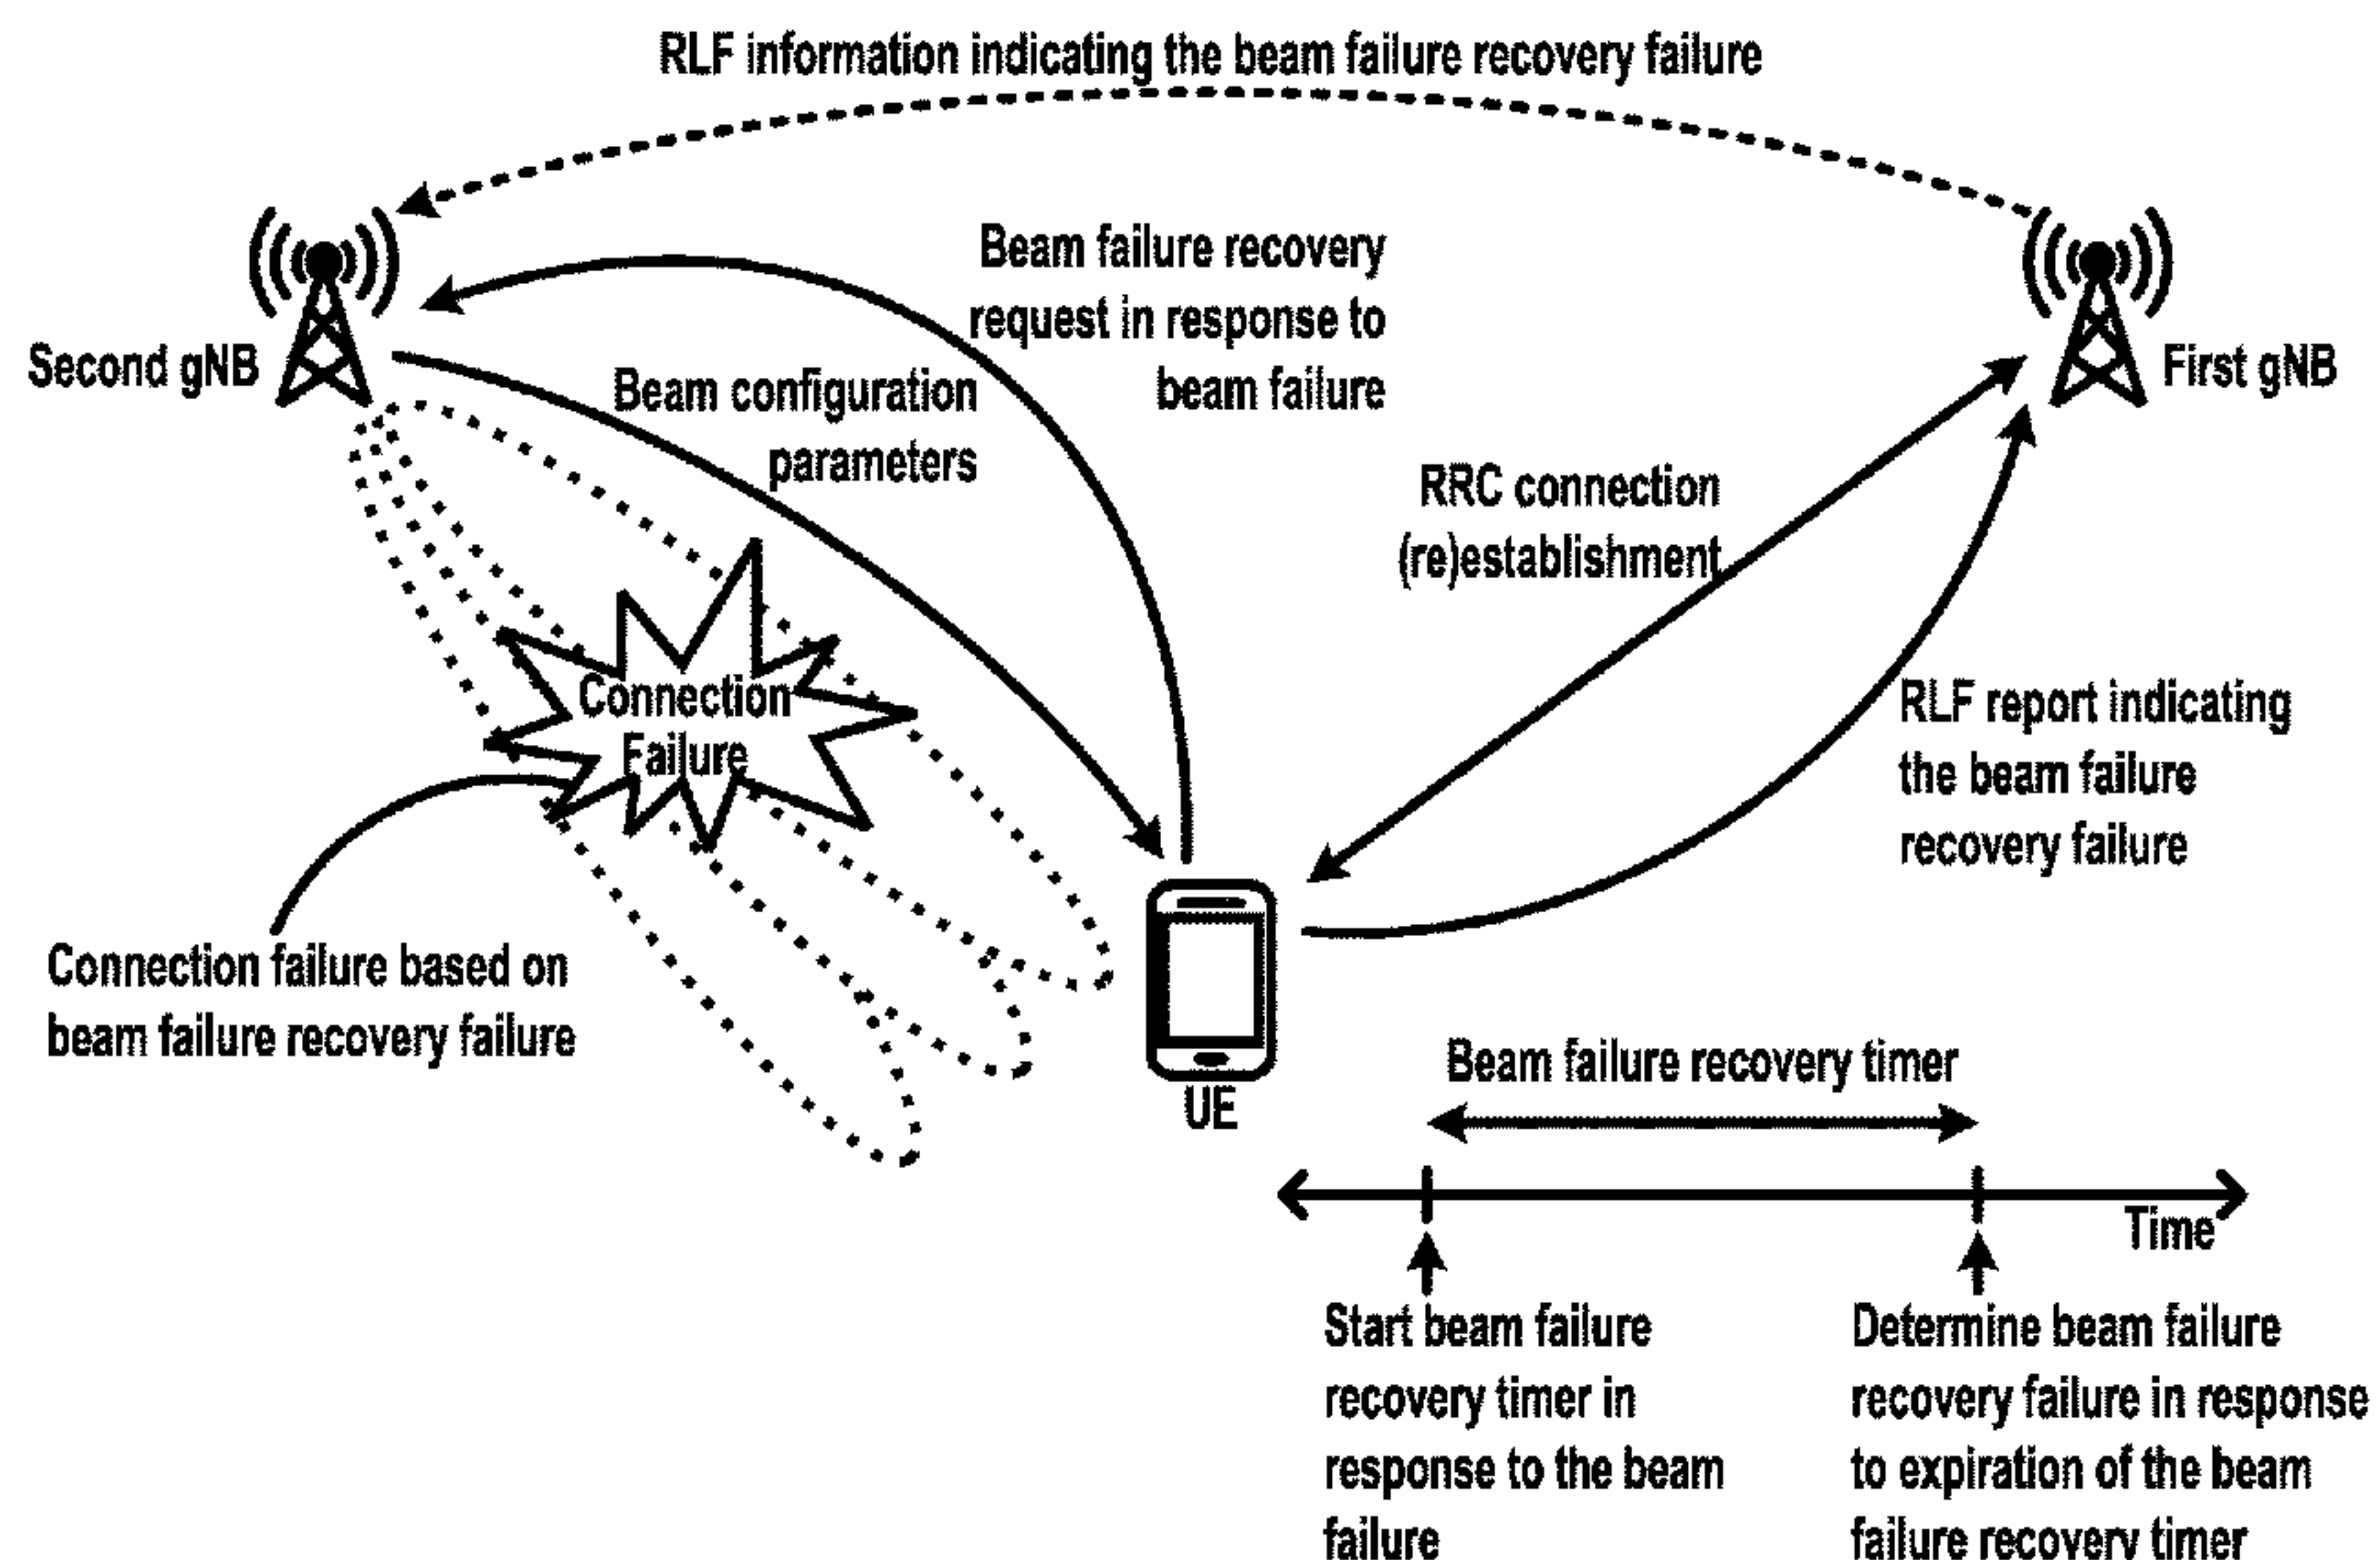 RLF information indicating the beam failure recovery failure
Second gNB
Beam failure recovery
request in response to
beam failure
Beam configuration
parameters
First gNB
RRC connection
(re)establishment
Connection
Failure
RLF report indicating
the beam failure
recovery failure
Connection failure based on
beam failure recovery failure
UE
Beam failure recovery timer
Time
Start beam failure
recovery timer in
response to the beam
failure
Determine beam failure
recovery failure in response
to expiration of the beam
failure recovery timer